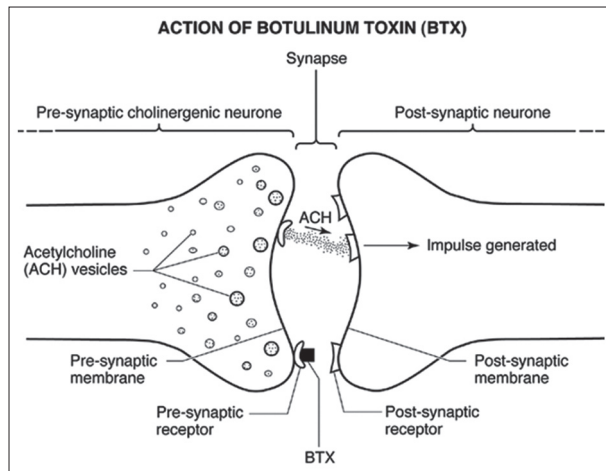 ACTION OF BOTULINUM TOXIN (BTX)
Synapse
Pre-synaptic cholinergenic neurone
Post-synaptic neurone
ACH
Acetylcholine
(ACH) vesicles
Impulse generated
Pre-synaptic
membrane
Post-synaptic
membrane
Pre-synaptic
receptor
Post-synaptic
receptor
BTX